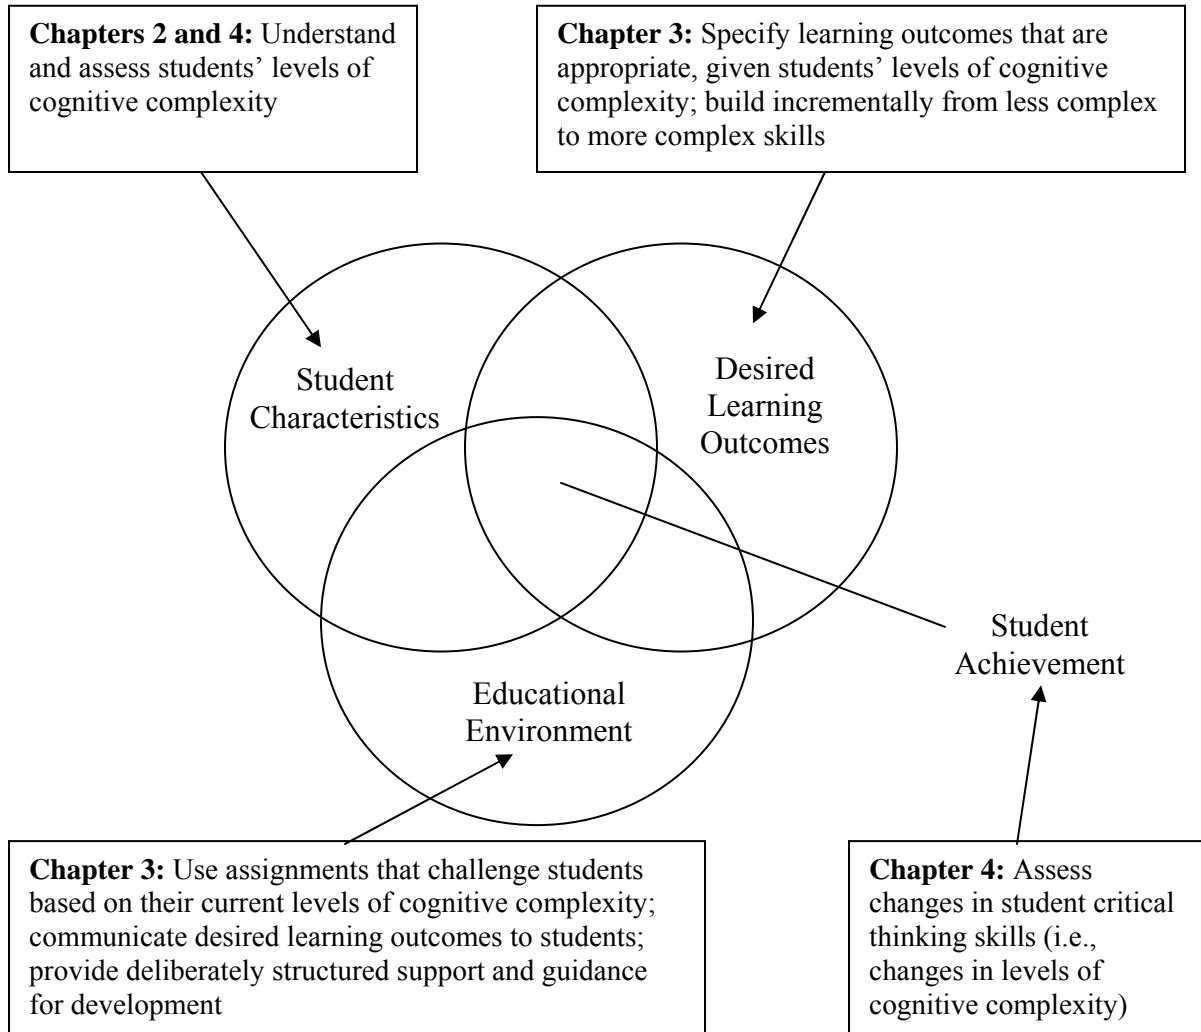 Chapters 2 and 4: Understand
and assess students’ levels of
cognitive complexity
Chapter 3: Specify learning outcomes that are
appropriate, given students’ levels of cognitive
complexity; build incrementally from less complex
to more complex skills
Student
Characteristics
Desired
Learning
Outcomes
Student
Achievement
Educational
Environment
Chapter 3: Use assignments that challenge students
based on their current levels of cognitive complexity;
communicate desired learning outcomes to students;
provide deliberately structured support and guidance
for development
Chapter 4: Assess
changes in student critical
thinking skills (i.e.,
changes in levels of
cognitive complexity)